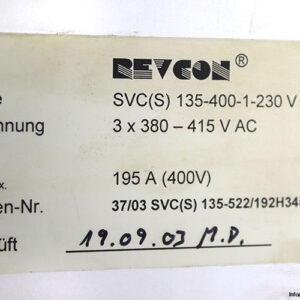 REVCON®
e SVC(S) 135-400-1-230 V
nnung 3 x 380 – 415 V AC
x. 195 A (400V)
en-Nr. 37/03 SVC(S) 135-522/192H345
üft 19.09.03 M.D.